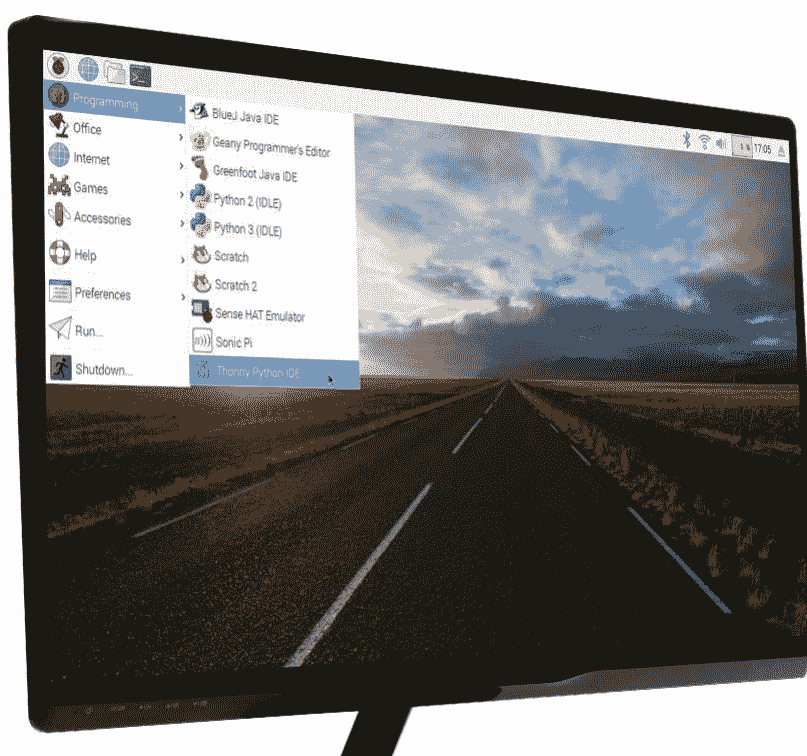 Programming
Office
Internet
Games
Accessories
Help
Preferences
Run...
Shutdown...
BlueJ Java IDE
Geany Programmer's Editor
Greenfoot Java IDE
Python 2 (IDLE)
Python 3 (IDLE)
Scratch
Scratch 2
Sense HAT Emulator
Sonic Pi
Thonny Python IDE
17:05